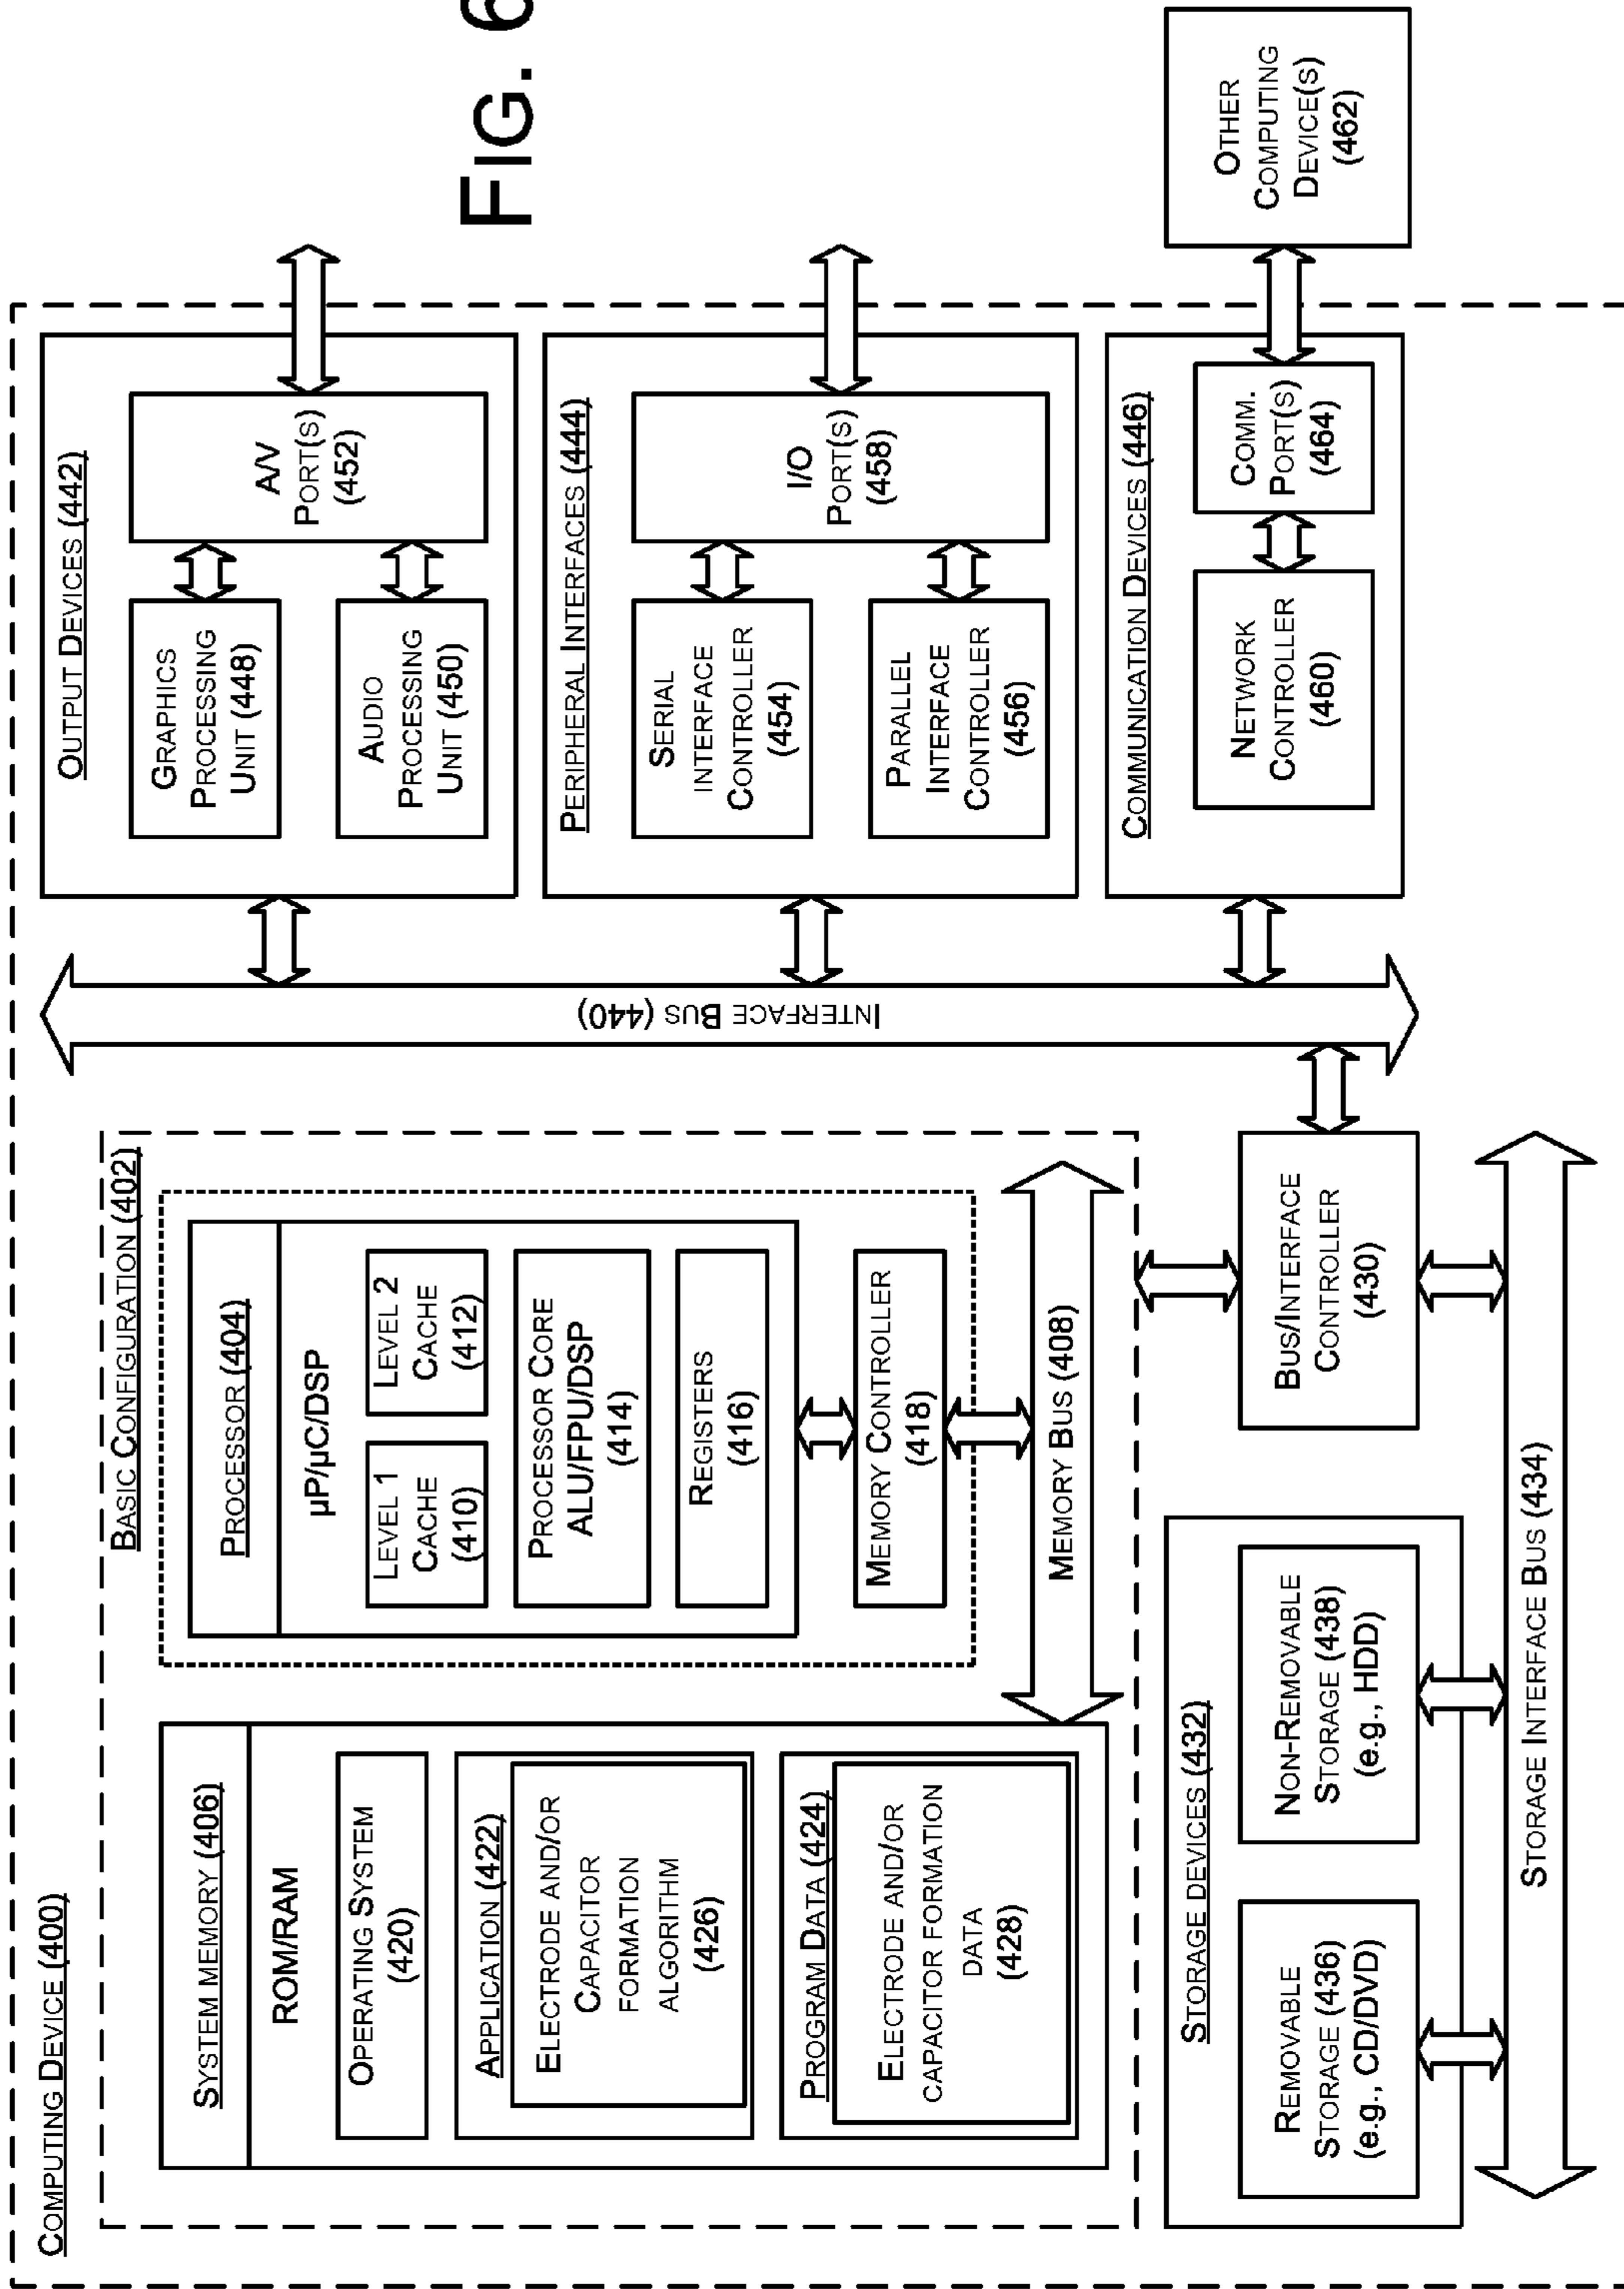 COMPUTING DEVICE (400)
BASIC CONFIGURATION (402)
SYSTEM MEMORY (406)
ROM/RAM
OPERATING SYSTEM
(420)
APPLICATION (422)
ELECTRODE AND/OR
CAPACITOR
FORMATION
ALGORITHM
(426)
PROGRAM DATA (424)
ELECTRODE AND/OR
CAPACITOR FORMATION
DATA
(428)
PROCESSOR (404)
µP/µC/DSP
LEVEL 1
CACHE
(410)
LEVEL 2
CACHE
(412)
PROCESSOR CORE
ALU/FPU/DSP
(414)
REGISTERS
(416)
MEMORY CONTROLLER
(418)
MEMORY BUS (408)
BUS/INTERFACE
CONTROLLER
(430)
STORAGE DEVICES (432)
REMOVABLE
STORAGE (436)
(e.g., CD/DVD)
NON-REMOVABLE
STORAGE (438)
(e.g., HDD)
STORAGE INTERFACE BUS (434)
INTERFACE BUS (440)
OUTPUT DEVICES (442)
GRAPHICS
PROCESSING
UNIT (448)
AUDIO
PROCESSING
UNIT (450)
A/V
PORT(S)
(452)
PERIPHERAL INTERFACES (444)
SERIAL
INTERFACE
CONTROLLER
(454)
PARALLEL
INTERFACE
CONTROLLER
(456)
I/O
PORT(S)
(458)
COMMUNICATION DEVICES (446)
NETWORK
CONTROLLER
(460)
COMM.
PORT(S)
(464)
OTHER
COMPUTING
DEVICE(S)
(462)
FIG. 6